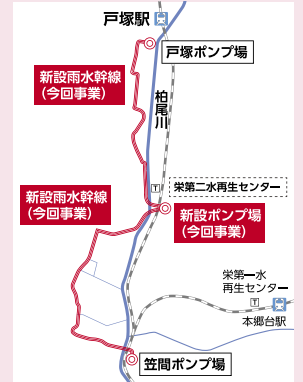 戸塚駅
戸塚ポンプ場
新設雨水幹線
（今回事業）
柏尾川
T
栄第二水再生センター
新設雨水幹線
（今回事業）
新設ポンプ場
（今回事業）
栄第一水
再生センター
T
本郷台駅
笠間ポンプ場